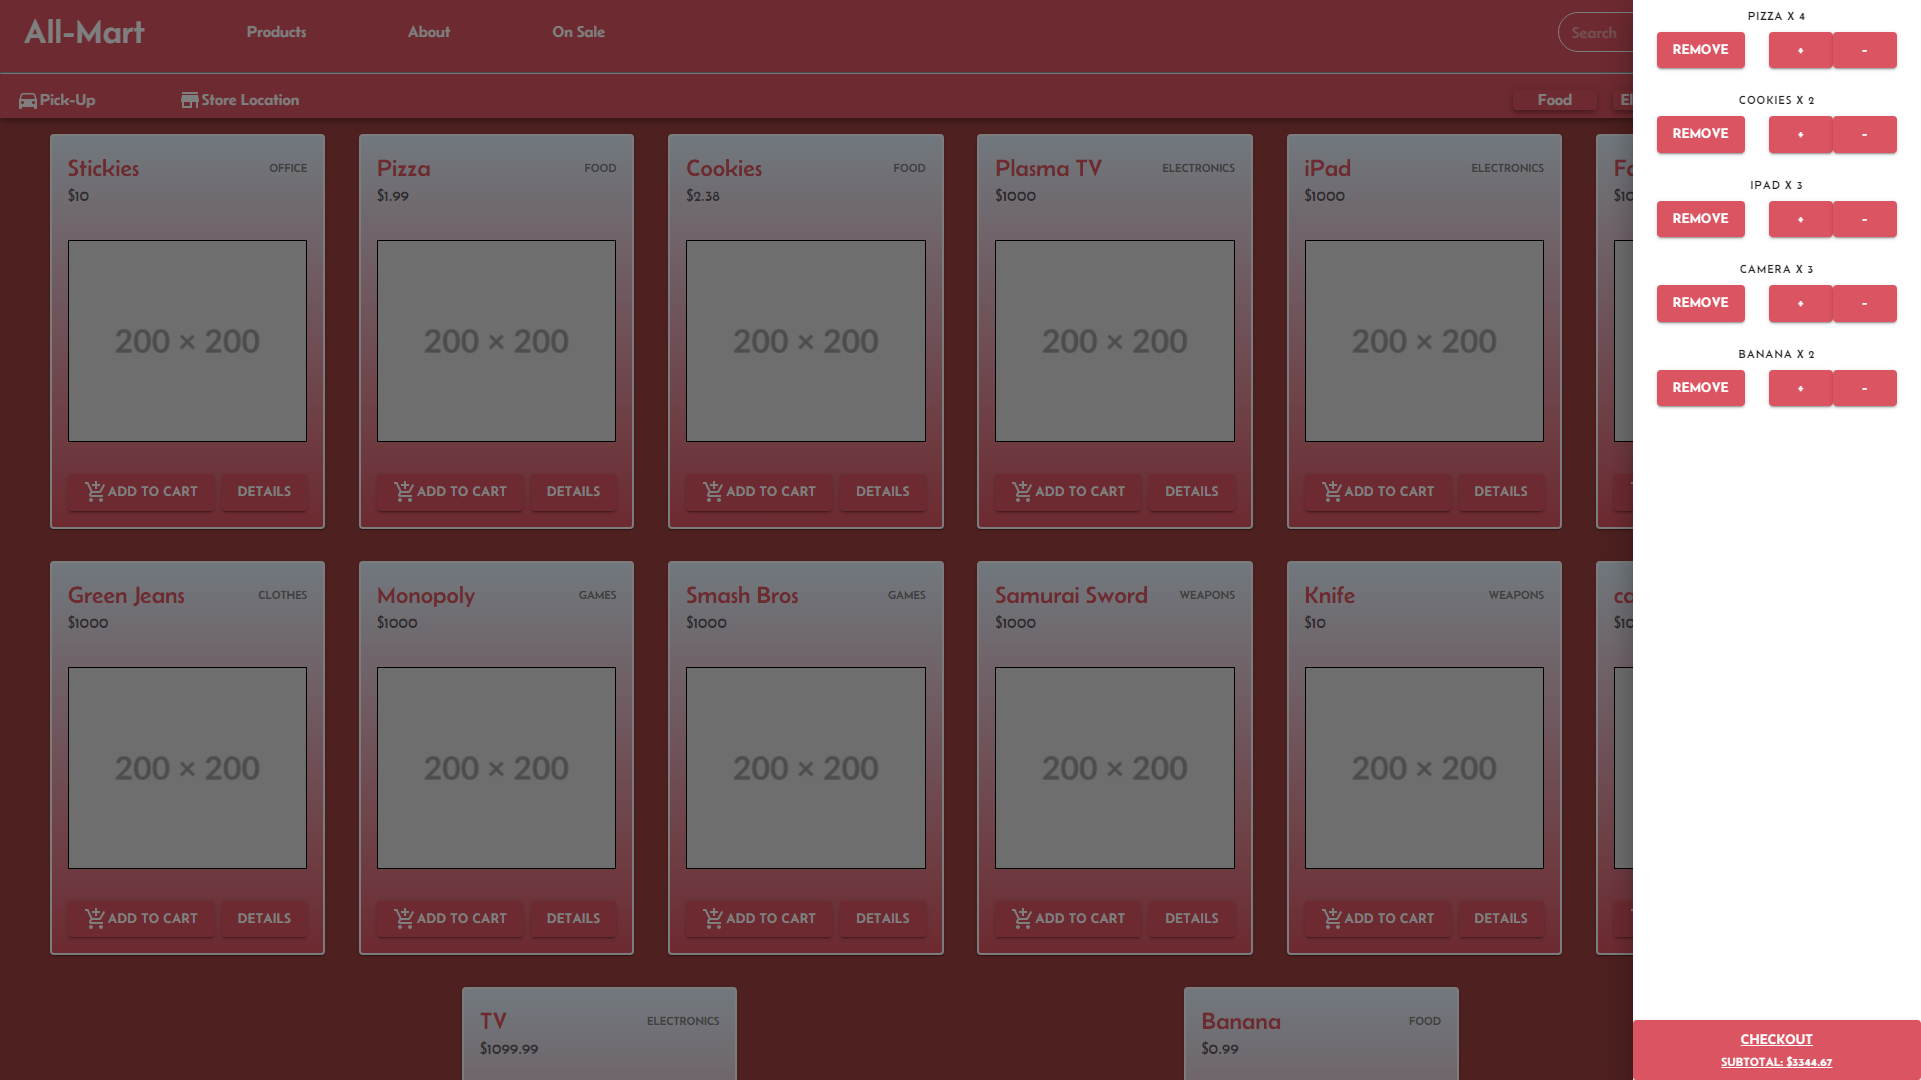 All-Mart
Products
About
On Sale
Search
Pick-Up
Store Location
Food
Stickies
OFFICE
$10
200 × 200
ADD TO CART
DETAILS
Pizza
FOOD
$1.99
200 × 200
ADD TO CART
DETAILS
Cookies
FOOD
$2.38
200 × 200
ADD TO CART
DETAILS
Plasma TV
ELECTRONICS
$1000
200 × 200
ADD TO CART
DETAILS
iPad
ELECTRONICS
$1000
200 × 200
ADD TO CART
DETAILS
Green Jeans
CLOTHES
$1000
200 × 200
ADD TO CART
DETAILS
Monopoly
GAMES
$1000
200 × 200
ADD TO CART
DETAILS
Smash Bros
GAMES
$1000
200 × 200
ADD TO CART
DETAILS
Samurai Sword
WEAPONS
$1000
200 × 200
ADD TO CART
DETAILS
Knife
WEAPONS
$10
200 × 200
ADD TO CART
DETAILS
TV
ELECTRONICS
$1099.99
Banana
FOOD
$0.99
PIZZA X 4
REMOVE + -
COOKIES X 2
REMOVE + -
IPAD X 3
REMOVE + -
CAMERA X 3
REMOVE + -
BANANA X 2
REMOVE + -
CHECKOUT
SUBTOTAL: $3344.67